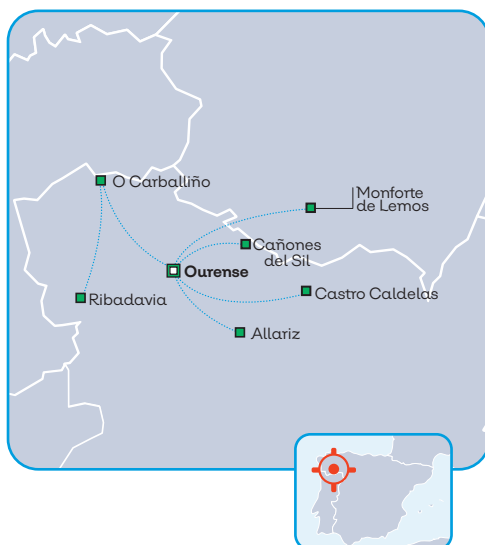 O Carballiño
Monforte
de Lemos
Cañones
del Sil
Ourense
Castro Caldelas
Ribadavia
Allariz